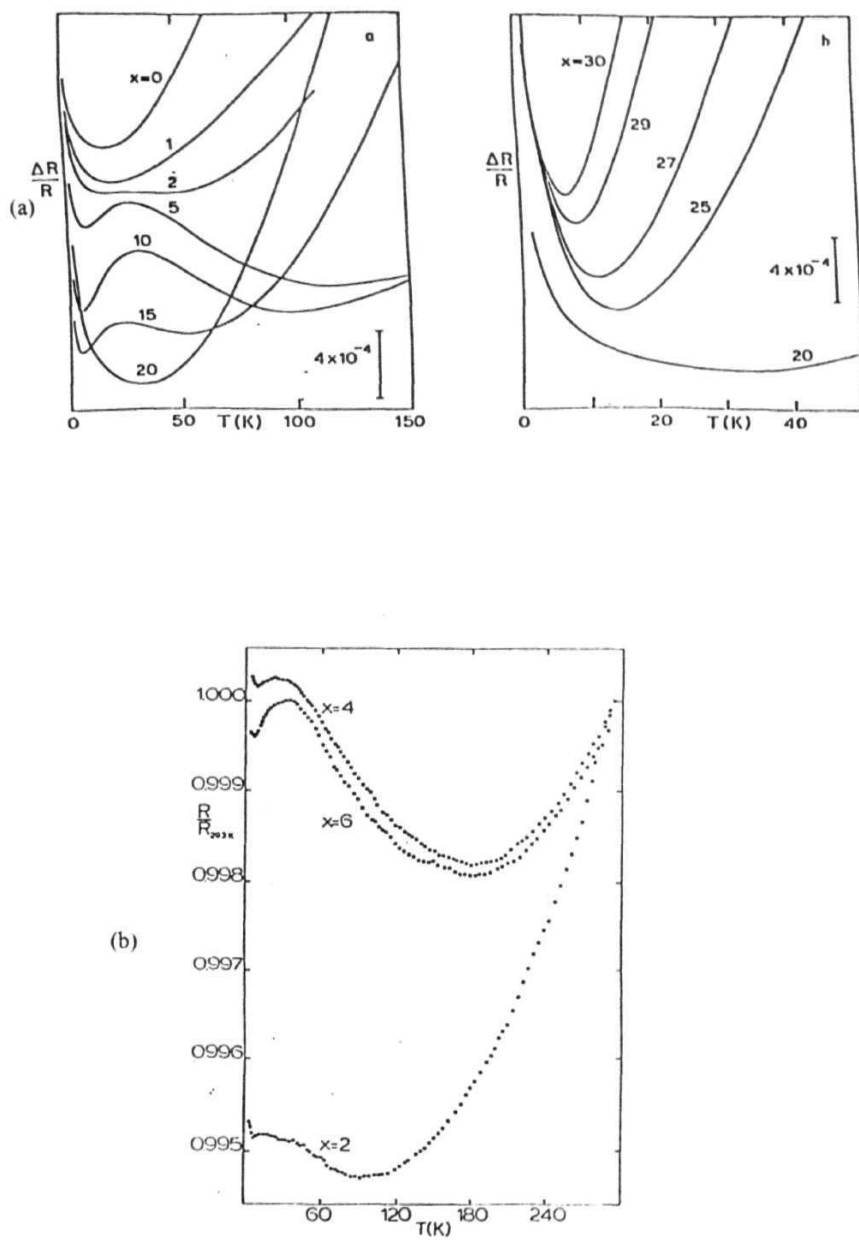 (a)
a
x=0
1
2
5
10
15
20
ΔR
R
4×10⁻⁴
0
50
T(K)
100
150
h
x=30
29
27
25
20
ΔR
R
4×10⁻⁴
0
10
20
T(K)
40
(b)
1.000
0.999
0.998
0.997
0.996
0.995
R
R₂₉₃ₖ
x=4
x=6
x=2
60
120
180
240
T(K)